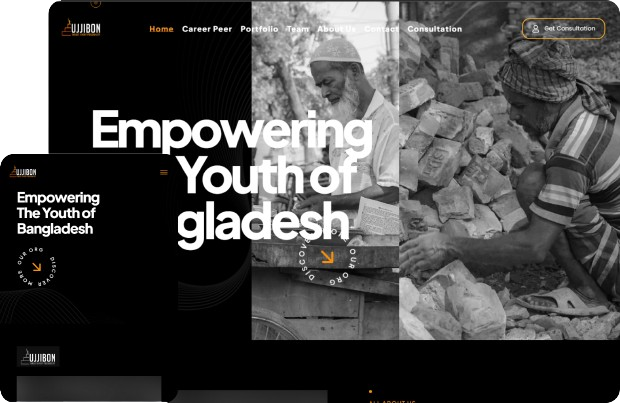 UJJIBON
Home Career Peer Portfolio Team About Us Contact Consultation
Get Consultation
Empowering
Youth of
gladesh
DISCOVER MORE OUR ORG
UJJIBON
Empowering
The Youth of
Bangladesh
DISCOVER MORE OUR ORG
UJJIBON
ALL ABOUT US